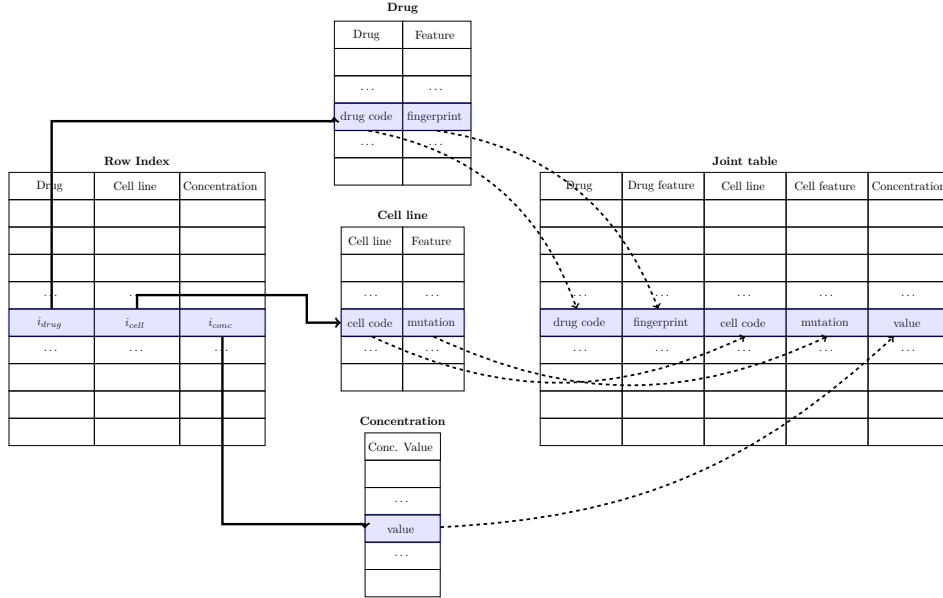 Drug
Drug Feature
... ...
drug code fingerprint
... ...
Row Index
Drug Cell line Concentration
... ... ...
i_drug i_cell i_conc
... ... ...
Cell line
Cell line Feature
... ...
cell code mutation
... ...
Concentration
Conc. Value
...
value
...
Joint table
Drug Drug feature Cell line Cell feature Concentration
... ... ... ... ...
drug code fingerprint cell code mutation value
... ... ... ... ...